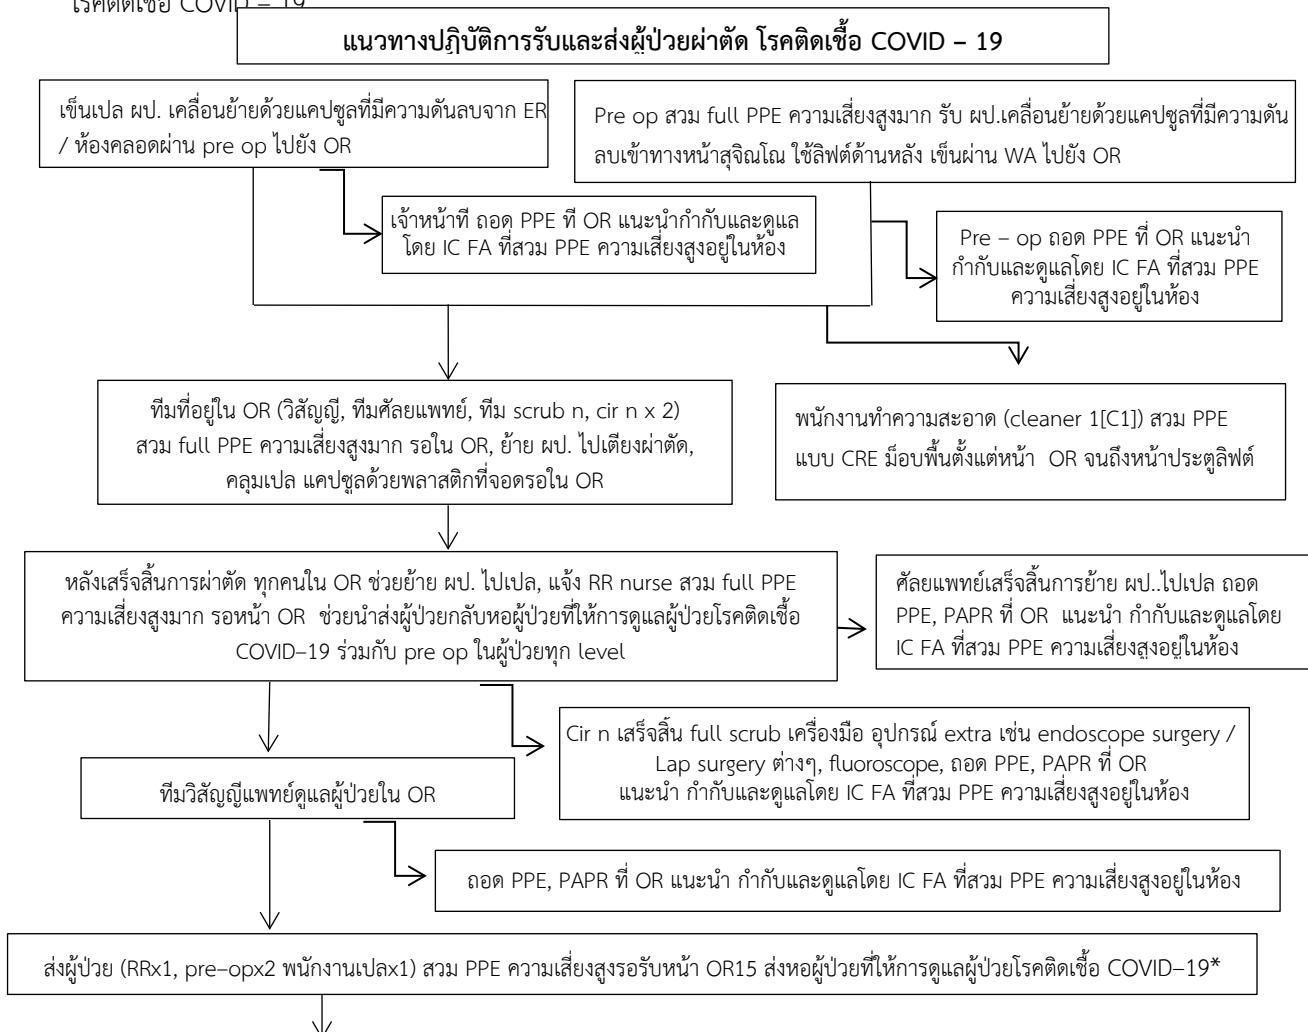 โรคติดเชื้อ COVID – 19
แนวทางปฏิบัติการรับและส่งผู้ป่วยผ่าตัด โรคติดเชื้อ COVID – 19
เข็นเปล ผป. เคลื่อนย้ายด้วยแคปซูลที่มีความดันลบจาก ER
/ ห้องคลอดผ่าน pre op ไปยัง OR
Pre op สวม full PPE ความเสี่ยงสูงมาก รับ ผป.เคลื่อนย้ายด้วยแคปซูลที่มีความดัน
ลบเข้าทางหน้าสุจิณโณ ใช้ลิฟต์ด้านหลัง เข็นผ่าน WA ไปยัง OR
เจ้าหน้าที่ ถอด PPE ที่ OR แนะนำกำกับและดูแล
โดย IC FA ที่สวม PPE ความเสี่ยงสูงอยู่ในห้อง
Pre – op ถอด PPE ที่ OR แนะนำ
กำกับและดูแลโดย IC FA ที่สวม PPE
ความเสี่ยงสูงอยู่ในห้อง
ทีมที่อยู่ใน OR (วิสัญญี, ทีมศัลยแพทย์, ทีม scrub n, cir n x 2)
สวม full PPE ความเสี่ยงสูงมาก รอใน OR, ย้าย ผป. ไปเตียงผ่าตัด,
คลุมเปล แคปซูลด้วยพลาสติกที่จอดรอใน OR
พนักงานทำความสะอาด (cleaner 1[C1]) สวม PPE
แบบ CRE ม็อบพื้นตั้งแต่หน้า OR จนถึงหน้าประตูลิฟต์
หลังเสร็จสิ้นการผ่าตัด ทุกคนใน OR ช่วยย้าย ผป. ไปเปล, แจ้ง RR nurse สวม full PPE
ความเสี่ยงสูงมาก รอหน้า OR ช่วยนำส่งผู้ป่วยกลับหอผู้ป่วยที่ให้การดูแลผู้ป่วยโรคติดเชื้อ
COVID–19 ร่วมกับ pre op ในผู้ป่วยทุก level
ศัลยแพทย์เสร็จสิ้นการย้าย ผป..ไปเปล ถอด
PPE, PAPR ที่ OR แนะนำ กำกับและดูแลโดย
IC FA ที่สวม PPE ความเสี่ยงสูงอยู่ในห้อง
Cir n เสร็จสิ้น full scrub เครื่องมือ อุปกรณ์ extra เช่น endoscope surgery /
Lap surgery ต่างๆ, fluoroscope, ถอด PPE, PAPR ที่ OR
แนะนำ กำกับและดูแลโดย IC FA ที่สวม PPE ความเสี่ยงสูงอยู่ในห้อง
ทีมวิสัญญีแพทย์ดูแลผู้ป่วยใน OR
ถอด PPE, PAPR ที่ OR แนะนำ กำกับและดูแลโดย IC FA ที่สวม PPE ความเสี่ยงสูงอยู่ในห้อง
ส่งผู้ป่วย (RRx1, pre–opx2 พนักงานเปลx1) สวม PPE ความเสี่ยงสูงรอรับหน้า OR15 ส่งหอผู้ป่วยที่ให้การดูแลผู้ป่วยโรคติดเชื้อ COVID–19*